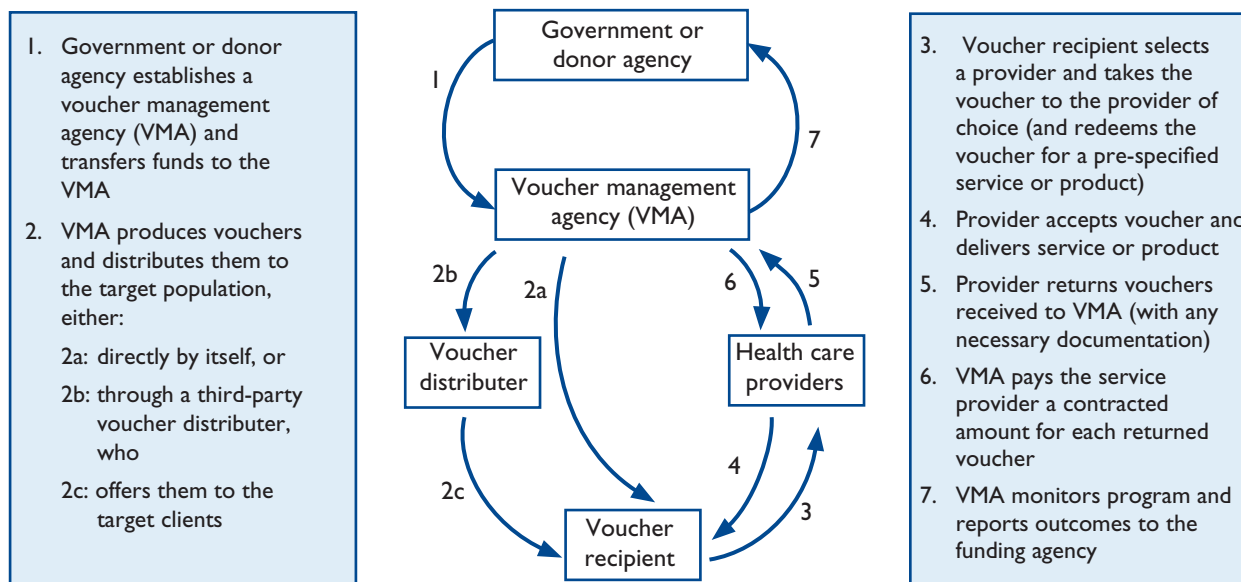 1. Government or donor
agency establishes a
voucher management
agency (VMA) and
transfers funds to the
VMA
2. VMA produces vouchers
and distributes them to
the target population,
either:
2a: directly by itself, or
2b: through a third-party
voucher distributer,
who
2c: offers them to the
target clients
Government or
donor agency
1
7
Voucher management
agency (VMA)
2b
2a
6
5
Voucher
distributer
Health care
providers
2c
4
3
Voucher
recipient
3. Voucher recipient selects
a provider and takes the
voucher to the provider of
choice (and redeems the
voucher for a pre-specified
service or product)
4. Provider accepts voucher and
delivers service or product
5. Provider returns vouchers
received to VMA (with any
necessary documentation)
6. VMA pays the service
provider a contracted
amount for each returned
voucher
7. VMA monitors program and
reports outcomes to the
funding agency